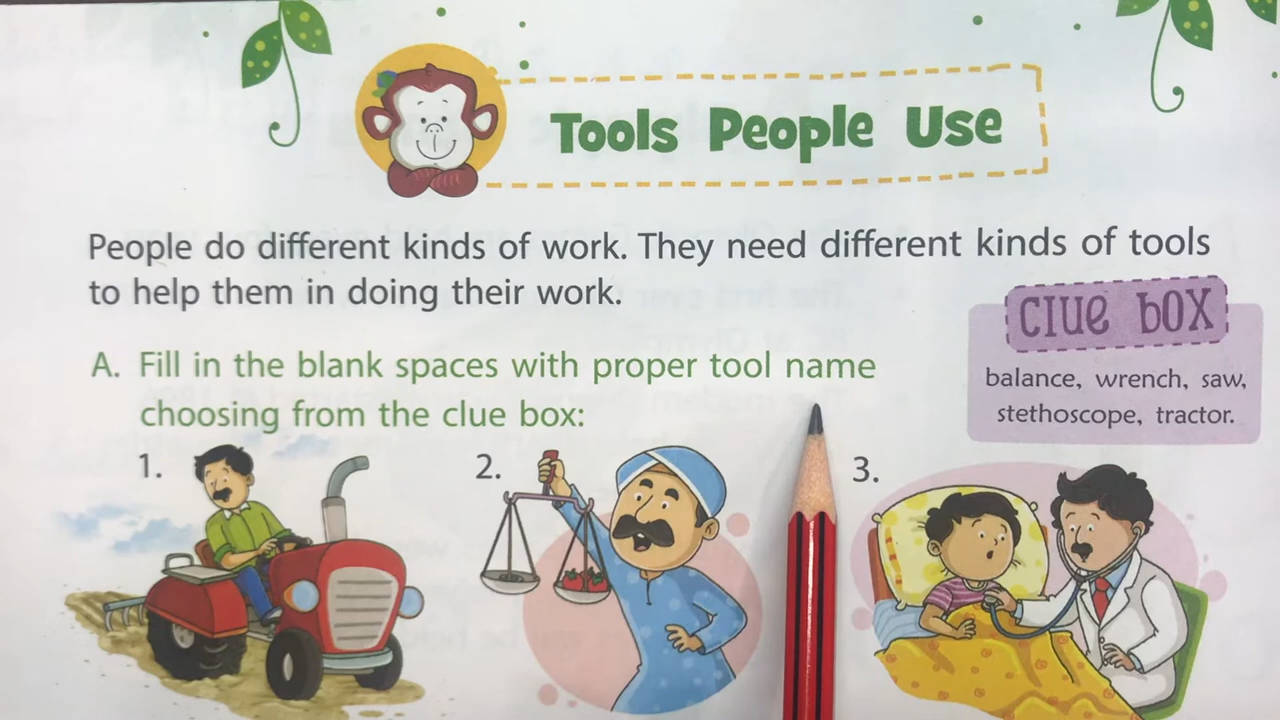 Tools People Use
People do different kinds of work. They need different kinds of tools
to help them in doing their work.
clue box
balance, wrench, saw,
stethoscope, tractor.
A. Fill in the blank spaces with proper tool name
choosing from the clue box:
1.
2.
3.